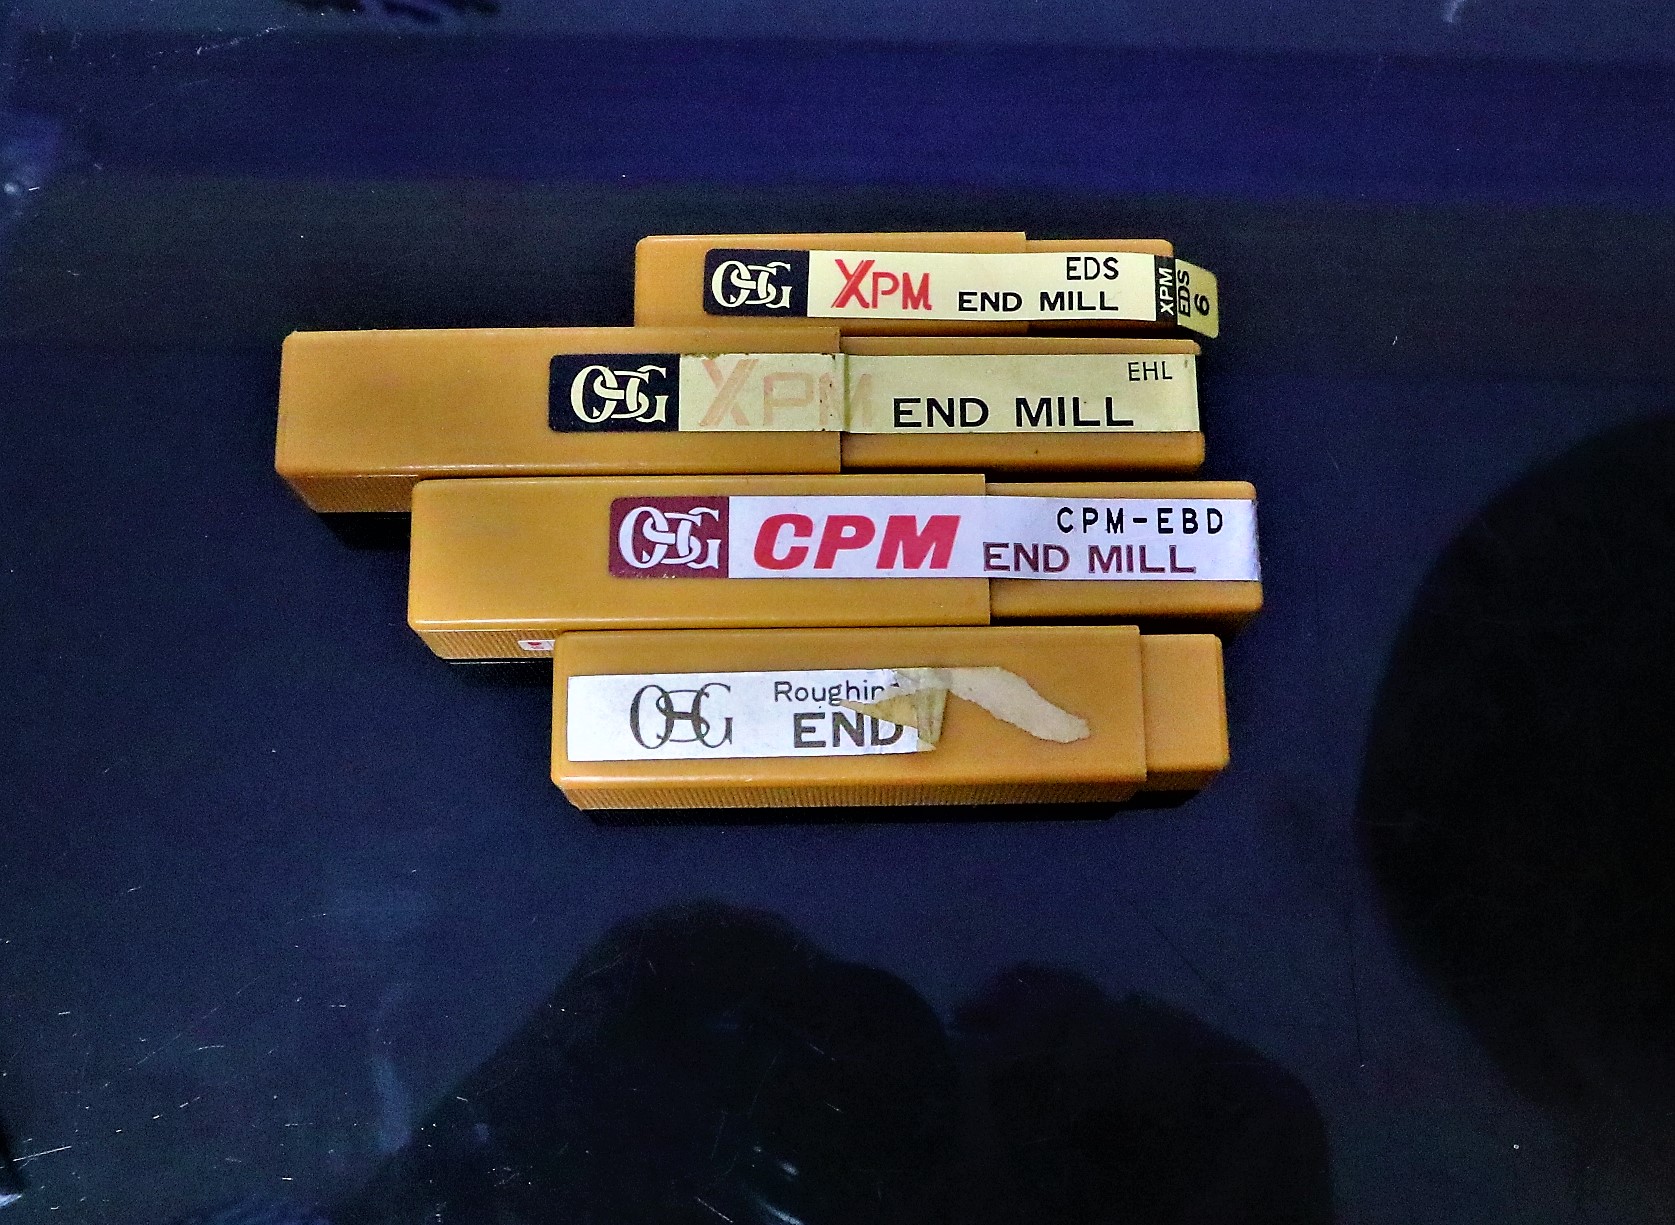 OSG XPM EDS
END MILL
XPM
EDS
6
OSG XPM EHL
END MILL
OSG CPM CPM-EBD
END MILL
OSG Roughin
END